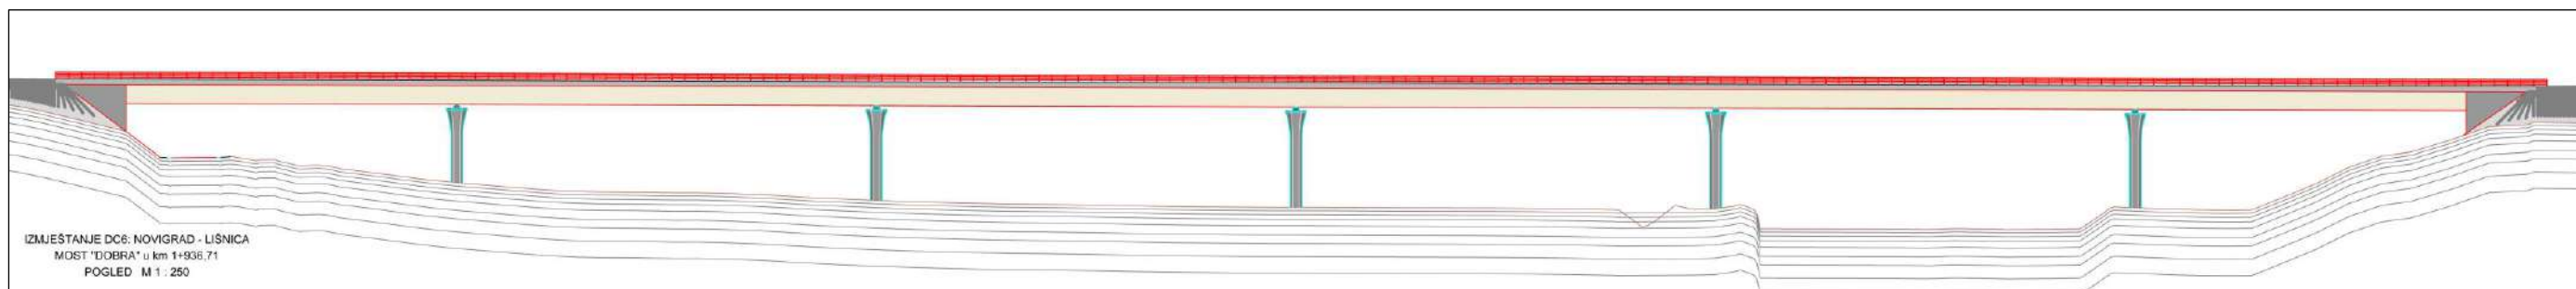 IZMJEŠTANJE DC6: NOVIGRAD - LIŠNICA
MOST "DOBRA" u km 1+936,71
POGLED M 1 : 250